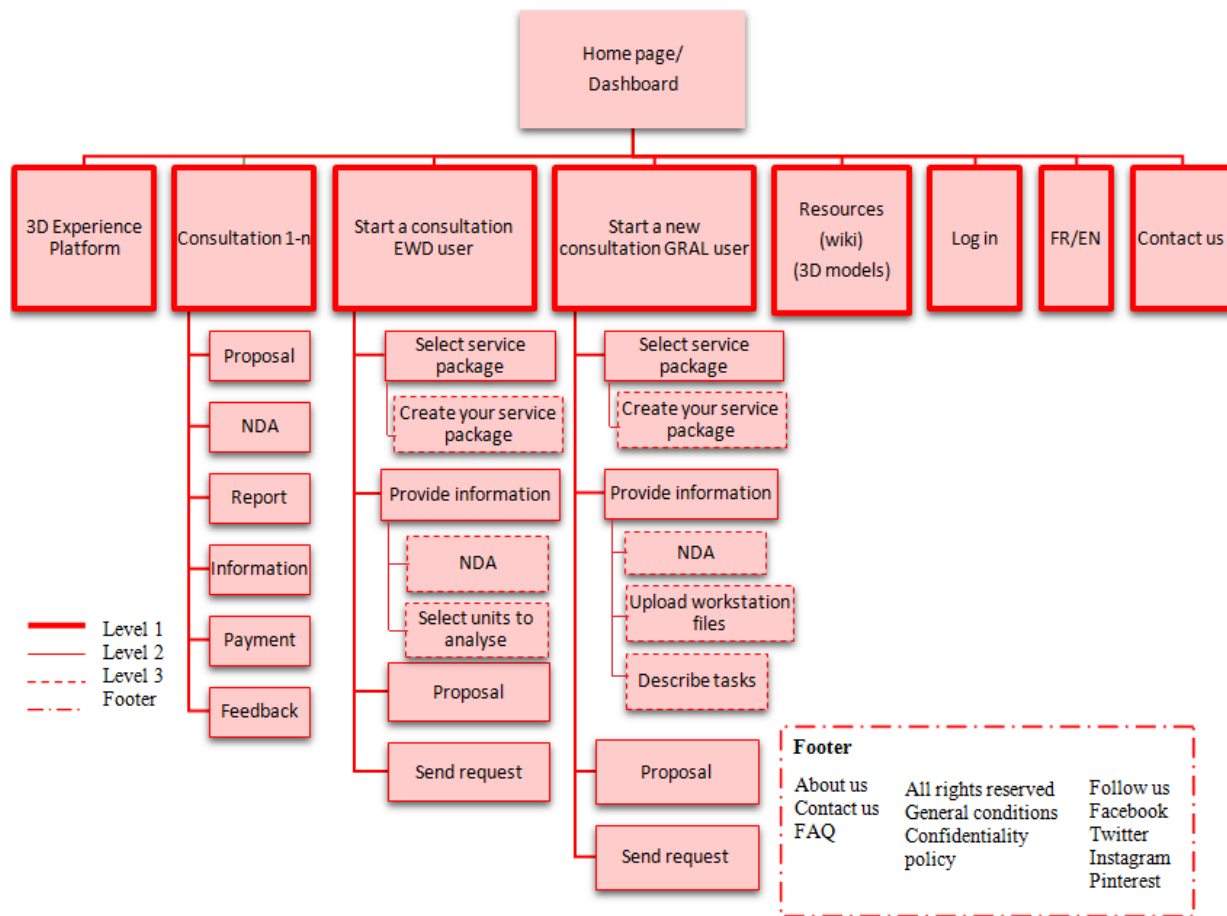 Home page/
Dashboard
3D Experience
Platform
Consultation 1-n
Start a consultation
EWD user
Start a new
consultation GRAL user
Resources
(wiki)
(3D models)
Log in
FR/EN
Contact us
Proposal
NDA
Report
Information
Payment
Feedback
Select service
package
Create your service
package
Provide information
NDA
Select units to
analyse
Proposal
Send request
Select service
package
Create your service
package
Provide information
NDA
Upload workstation
files
Describe tasks
Proposal
Send request
Level 1
Level 2
Level 3
Footer
Footer
About us
Contact us
FAQ
All rights reserved
General conditions
Confidentiality
policy
Follow us
Facebook
Twitter
Instagram
Pinterest